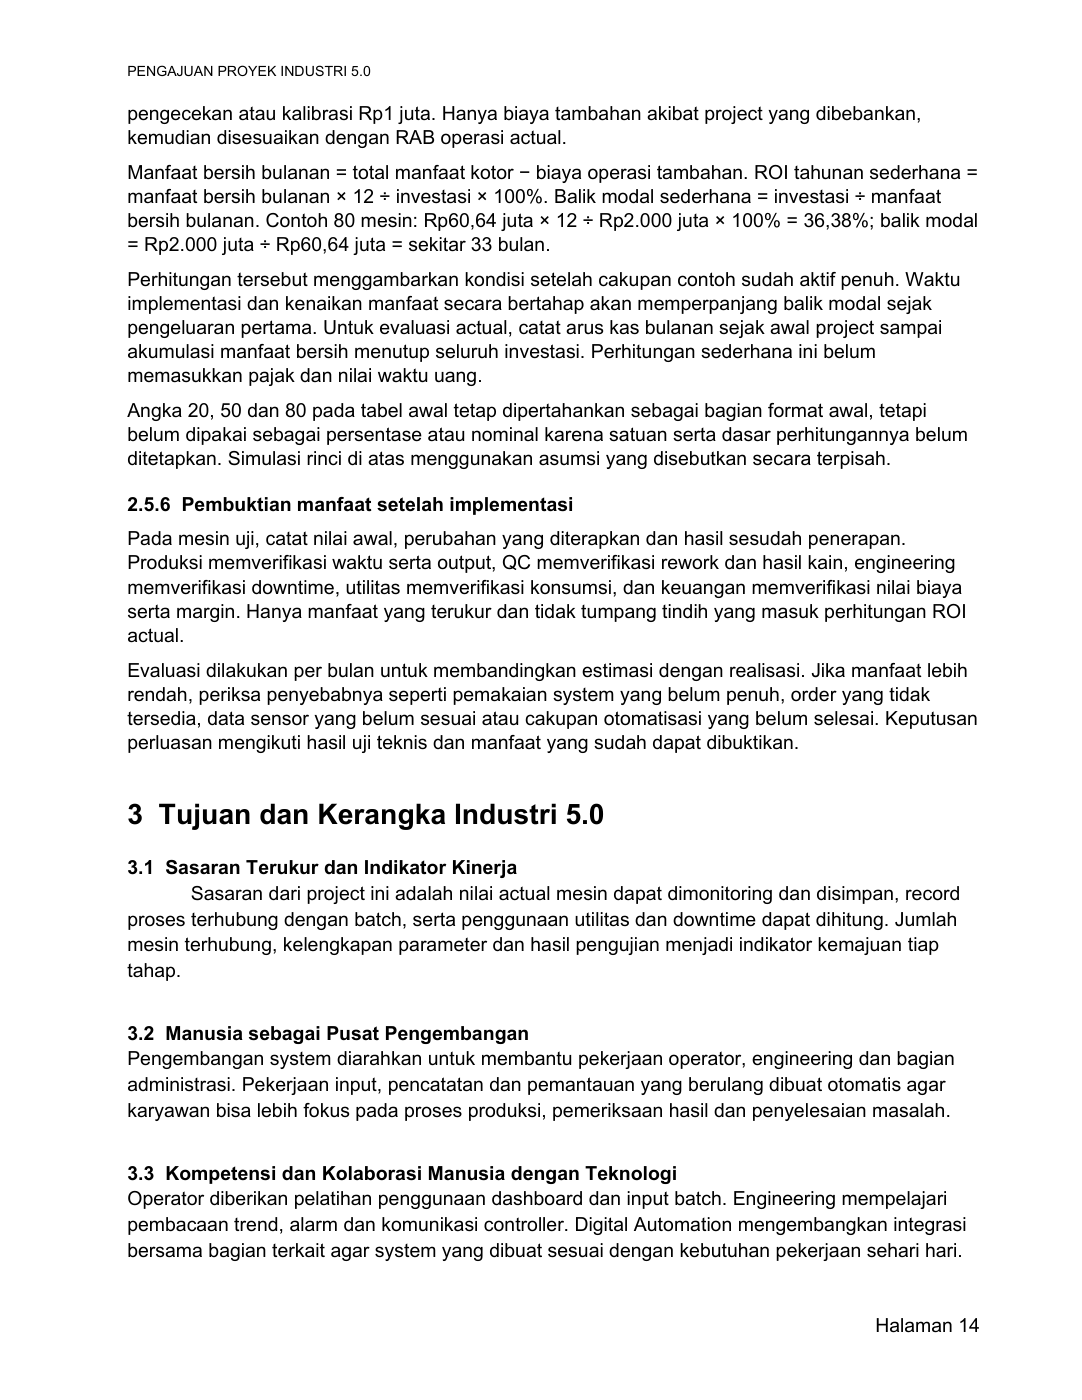 PENGAJUAN PROYEK INDUSTRI 5.0
pengecekan atau kalibrasi Rp1 juta. Hanya biaya tambahan akibat project yang dibebankan,
kemudian disesuaikan dengan RAB operasi actual.
Manfaat bersih bulanan = total manfaat kotor − biaya operasi tambahan. ROI tahunan sederhana =
manfaat bersih bulanan × 12 ÷ investasi × 100%. Balik modal sederhana = investasi ÷ manfaat
bersih bulanan. Contoh 80 mesin: Rp60,64 juta × 12 ÷ Rp2.000 juta × 100% = 36,38%; balik modal
= Rp2.000 juta ÷ Rp60,64 juta = sekitar 33 bulan.
Perhitungan tersebut menggambarkan kondisi setelah cakupan contoh sudah aktif penuh. Waktu
implementasi dan kenaikan manfaat secara bertahap akan memperpanjang balik modal sejak
pengeluaran pertama. Untuk evaluasi actual, catat arus kas bulanan sejak awal project sampai
akumulasi manfaat bersih menutup seluruh investasi. Perhitungan sederhana ini belum
memasukkan pajak dan nilai waktu uang.
Angka 20, 50 dan 80 pada tabel awal tetap dipertahankan sebagai bagian format awal, tetapi
belum dipakai sebagai persentase atau nominal karena satuan serta dasar perhitungannya belum
ditetapkan. Simulasi rinci di atas menggunakan asumsi yang disebutkan secara terpisah.
2.5.6 Pembuktian manfaat setelah implementasi
Pada mesin uji, catat nilai awal, perubahan yang diterapkan dan hasil sesudah penerapan.
Produksi memverifikasi waktu serta output, QC memverifikasi rework dan hasil kain, engineering
memverifikasi downtime, utilitas memverifikasi konsumsi, dan keuangan memverifikasi nilai biaya
serta margin. Hanya manfaat yang terukur dan tidak tumpang tindih yang masuk perhitungan ROI
actual.
Evaluasi dilakukan per bulan untuk membandingkan estimasi dengan realisasi. Jika manfaat lebih
rendah, periksa penyebabnya seperti pemakaian system yang belum penuh, order yang tidak
tersedia, data sensor yang belum sesuai atau cakupan otomatisasi yang belum selesai. Keputusan
perluasan mengikuti hasil uji teknis dan manfaat yang sudah dapat dibuktikan.
3 Tujuan dan Kerangka Industri 5.0
3.1 Sasaran Terukur dan Indikator Kinerja
Sasaran dari project ini adalah nilai actual mesin dapat dimonitoring dan disimpan, record
proses terhubung dengan batch, serta penggunaan utilitas dan downtime dapat dihitung. Jumlah
mesin terhubung, kelengkapan parameter dan hasil pengujian menjadi indikator kemajuan tiap
tahap.
3.2 Manusia sebagai Pusat Pengembangan
Pengembangan system diarahkan untuk membantu pekerjaan operator, engineering dan bagian
administrasi. Pekerjaan input, pencatatan dan pemantauan yang berulang dibuat otomatis agar
karyawan bisa lebih fokus pada proses produksi, pemeriksaan hasil dan penyelesaian masalah.
3.3 Kompetensi dan Kolaborasi Manusia dengan Teknologi
Operator diberikan pelatihan penggunaan dashboard dan input batch. Engineering mempelajari
pembacaan trend, alarm dan komunikasi controller. Digital Automation mengembangkan integrasi
bersama bagian terkait agar system yang dibuat sesuai dengan kebutuhan pekerjaan sehari hari.
Halaman 14